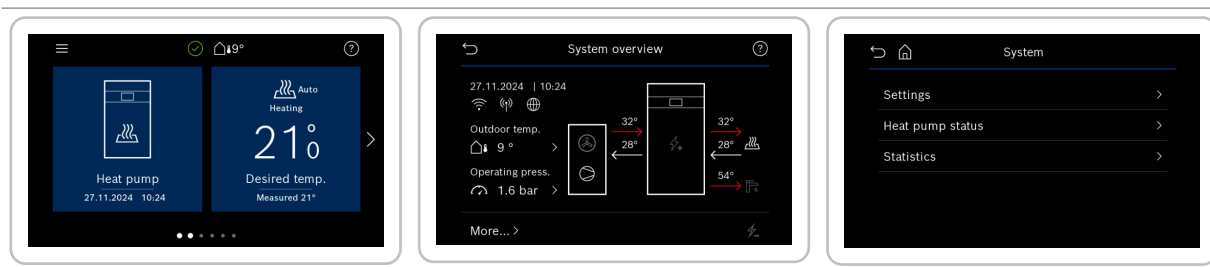 9°
?
Auto
Heating
21°0
Heat pump
27.11.2024 10:24
Desired temp.
Measured 21°
System overview
?
27.11.2024 | 10:24
Outdoor temp.
9 °
Operating press.
1.6 bar
32°
28°
32°
28°
54°
More...
System
Settings
Heat pump status
Statistics